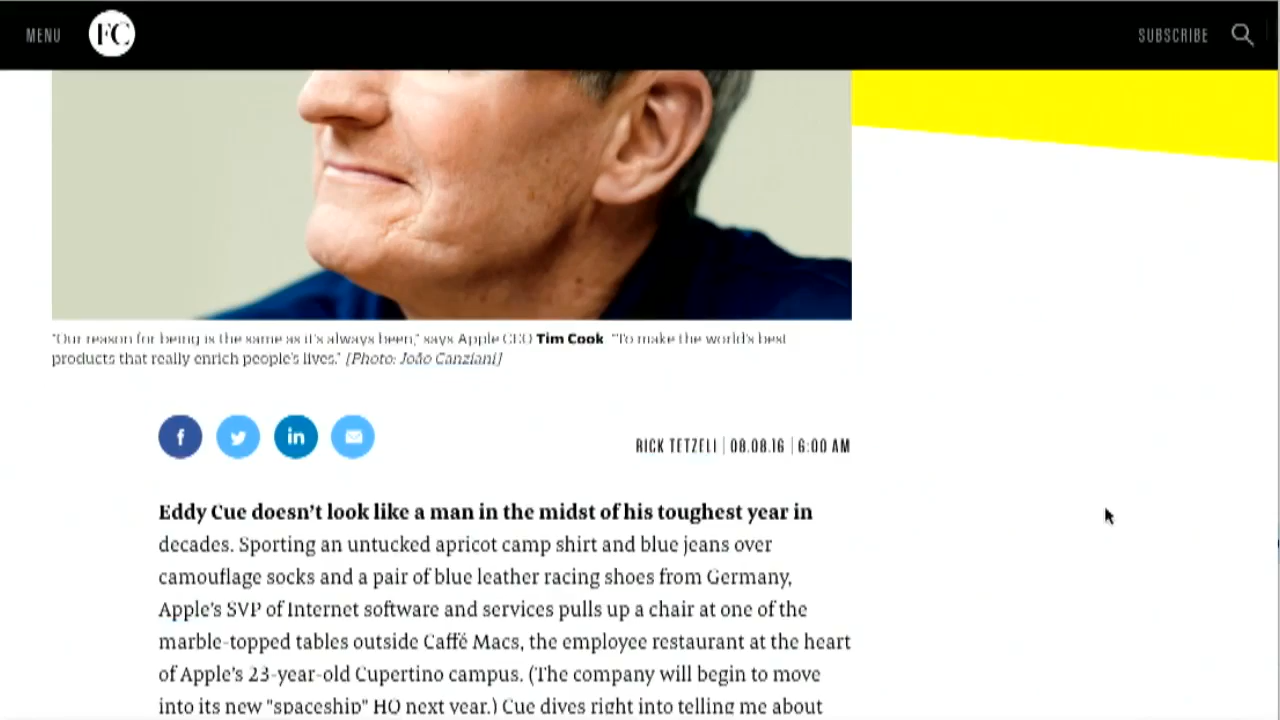 MENU FC SUBSCRIBE
"Our reason for being is the same as it's always been," says Apple CEO Tim Cook "To make the world's best
products that really enrich people's lives." [Photo: João Canziani]
f in
RICK TETZELI | 08.08.16 | 6:00 AM
Eddy Cue doesn't look like a man in the midst of his toughest year in
decades. Sporting an untucked apricot camp shirt and blue jeans over
camouflage socks and a pair of blue leather racing shoes from Germany,
Apple's SVP of Internet software and services pulls up a chair at one of the
marble-topped tables outside Caffé Macs, the employee restaurant at the heart
of Apple's 23-year-old Cupertino campus. (The company will begin to move
into its new "spaceship" HQ next year.) Cue dives right into telling me about